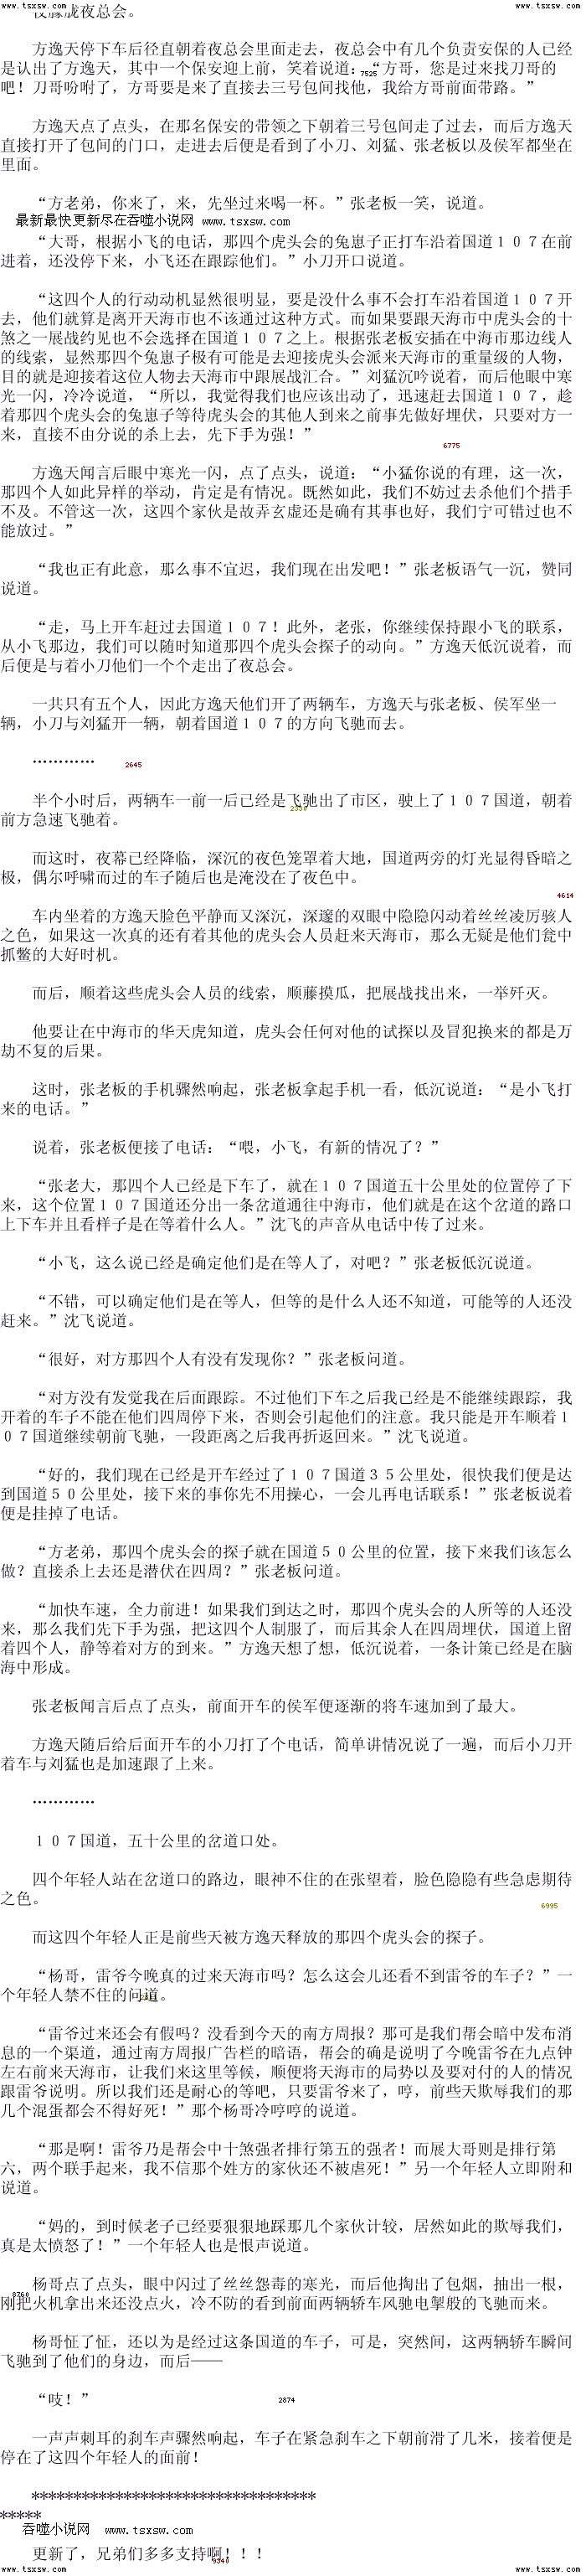 www.tsxsw.com www.tsxsw.com
夜总会。
方逸天停下车后径直朝着夜总会里面走去，夜总会中有几个负责安保的人已经
是认出了方逸天，其中一个保安迎上前，笑着说道：“方哥，您是过来找刀哥的
7525
吧！刀哥吩咐了，方哥要是来了直接去三号包间找他，我给方哥前面带路。”
方逸天点了点头，在那名保安的带领之下朝着三号包间走了过去，而后方逸天
直接打开了包间的门口，走进去后便是看到了小刀、刘猛、张老板以及侯军都坐在
里面。
“方老弟，你来了，来，先坐过来喝一杯。”张老板一笑，说道。
最新最快更新尽在吞噬小说网 www.tsxsw.com
“大哥，根据小飞的电话，那四个虎头会的兔崽子正打车沿着国道１０７在前
进着，还没停下来，小飞还在跟踪他们。”小刀开口说道。
“这四个人的行动动机显然很明显，要是没什么事不会打车沿着国道１０７开
去，他们就算是离开天海市也不该通过这种方式。而如果要跟天海市中虎头会的十
煞之一展战约见也不会选择在国道１０７之上。根据张老板安插在中海市那边线人
的线索，显然那四个兔崽子极有可能是去迎接虎头会派来天海市的重量级的人物，
目的就是迎接着这位人物去天海市中跟展战汇合。”刘猛沉吟说着，而后他眼中寒
光一闪，冷冷说道，“所以，我觉得我们也应该出动了，迅速赶去国道１０７，趁
着那四个虎头会的兔崽子等待虎头会的其他人到来之前事先做好埋伏，只要对方一
来，直接不由分说的杀上去，先下手为强！”
6775
方逸天闻言后眼中寒光一闪，点了点头，说道：“小猛你说的有理，这一次，
那四个人如此异样的举动，肯定是有情况。既然如此，我们不妨过去杀他们个措手
不及。不管这一次，这四个家伙是故弄玄虚还是确有其事也好，我们宁可错过也不
能放过。”
“我也正有此意，那么事不宜迟，我们现在出发吧！”张老板语气一沉，赞同
说道。
“走，马上开车赶过去国道１０７！此外，老张，你继续保持跟小飞的联系，
从小飞那边，我们可以随时知道那四个虎头会探子的动向。”方逸天低沉说着，而
后便是与着小刀他们一个个走出了夜总会。
一共只有五个人，因此方逸天他们开了两辆车，方逸天与张老板、侯军坐一
辆，小刀与刘猛开一辆，朝着国道１０７的方向飞驰而去。
…………
2645
半个小时后，两辆车一前一后已经是飞驰出了市区，驶上了１０７国道，朝着
前方急速飞驰着。
而这时，夜幕已经降临，深沉的夜色笼罩着大地，国道两旁的灯光显得昏暗之
极，偶尔呼啸而过的车子随后也是淹没在了夜色中。
4614
车内坐着的方逸天脸色平静而又深沉，深邃的双眼中隐隐闪动着丝丝凌厉骇人
之色，如果这一次真的还有着其他的虎头会人员赶来天海市，那么无疑是他们瓮中
抓鳖的大好时机。
而后，顺着这些虎头会人员的线索，顺藤摸瓜，把展战找出来，一举歼灭。
他要让在中海市的华天虎知道，虎头会任何对他的试探以及冒犯换来的都是万
劫不复的后果。
这时，张老板的手机骤然响起，张老板拿起手机一看，低沉说道：“是小飞打
来的电话。”
说着，张老板便接了电话：“喂，小飞，有新的情况了？”
“张老大，那四个人已经是下车了，就在１０７国道五十公里处的位置停了下
来，这个位置１０７国道还分出一条岔道通往中海市，他们就是在这个岔道的路口
上下车并且看样子是在等着什么人。”沈飞的声音从电话中传了过来。
“小飞，这么说已经是确定他们是在等人了，对吧？”张老板低沉说道。
“不错，可以确定他们是在等人，但等的是什么人还不知道，可能等的人还没
赶来。”沈飞说道。
“很好，对方那四个人有没有发现你？”张老板问道。
“对方没有发觉我在后面跟踪。不过他们下车之后我已经是不能继续跟踪，我
开着的车子不能在他们四周停下来，否则会引起他们的注意。我只能是开车顺着１
０７国道继续朝前飞驰，一段距离之后我再折返回来。”沈飞说道。
“好的，我们现在已经是开车经过了１０７国道３５公里处，很快我们便是达
到国道５０公里处，接下来的事你先不用操心，一会儿再电话联系！”张老板说着
便是挂掉了电话。
“方老弟，那四个虎头会的探子就在国道５０公里的位置，接下来我们该怎么
做？直接杀上去还是潜伏在四周？”张老板问道。
“加快车速，全力前进！如果我们到达之时，那四个虎头会的人所等的人还没
来，那么我们先下手为强，把这四个人制服了，而后其余人在四周埋伏，国道上留
着四个人，静等着对方的到来。”方逸天想了想，低沉说着，一条计策已经是在脑
海中形成。
张老板闻言后点了点头，前面开车的侯军便逐渐的将车速加到了最大。
方逸天随后给后面开车的小刀打了个电话，简单讲情况说了一遍，而后小刀开
着车与刘猛也是加速跟了上来。
…………
１０７国道，五十公里的岔道口处。
四个年轻人站在岔道口的路边，眼神不住的在张望着，脸色隐隐有些急虑期待
之色。
6995
而这四个年轻人正是前些天被方逸天释放的那四个虎头会的探子。
“杨哥，雷爷今晚真的过来天海市吗？怎么这会儿还看不到雷爷的车子？”一
个年轻人禁不住的问道。
“雷爷过来还会有假吗？没看到今天的南方周报？那可是我们帮会暗中发布消
息的一个渠道，通过南方周报广告栏的暗语，帮会的确是说明了今晚雷爷在九点钟
左右前来天海市，让我们来这里等候，顺便将天海市的局势以及要对付的人的情况
跟雷爷说明。所以我们还是耐心的等吧，只要雷爷来了，哼，前些天欺辱我们的那
几个混蛋都会不得好死！”那个杨哥冷哼哼的说道。
“那是啊！雷爷乃是帮会中十煞强者排行第五的强者！而展大哥则是排行第
六，两个联手起来，我不信那个姓方的家伙还不被虐死！”另一个年轻人立即附和
说道。
“妈的，到时候老子已经要狠狠地踩那几个家伙计较，居然如此的欺辱我们，
真是太愤怒了！”一个年轻人也是恨声说道。
杨哥点了点头，眼中闪过了丝丝怨毒的寒光，而后他掏出了包烟，抽出一根，
8760
刚把火机拿出来还没点火，冷不防的看到前面两辆轿车风驰电掣般的飞驰而来。
杨哥怔了怔，还以为是经过这条国道的车子，可是，突然间，这两辆轿车瞬间
飞驰到了他们的身边，而后——
“吱！”
2874
一声声刺耳的刹车声骤然响起，车子在紧急刹车之下朝前滑了几米，接着便是
停在了这四个年轻人的面前！
**********************************
*****
吞噬小说网 www.tsxsw.com
更新了，兄弟们多多支持啊！！！
9340
www.tsxsw.com www.tsxsw.com